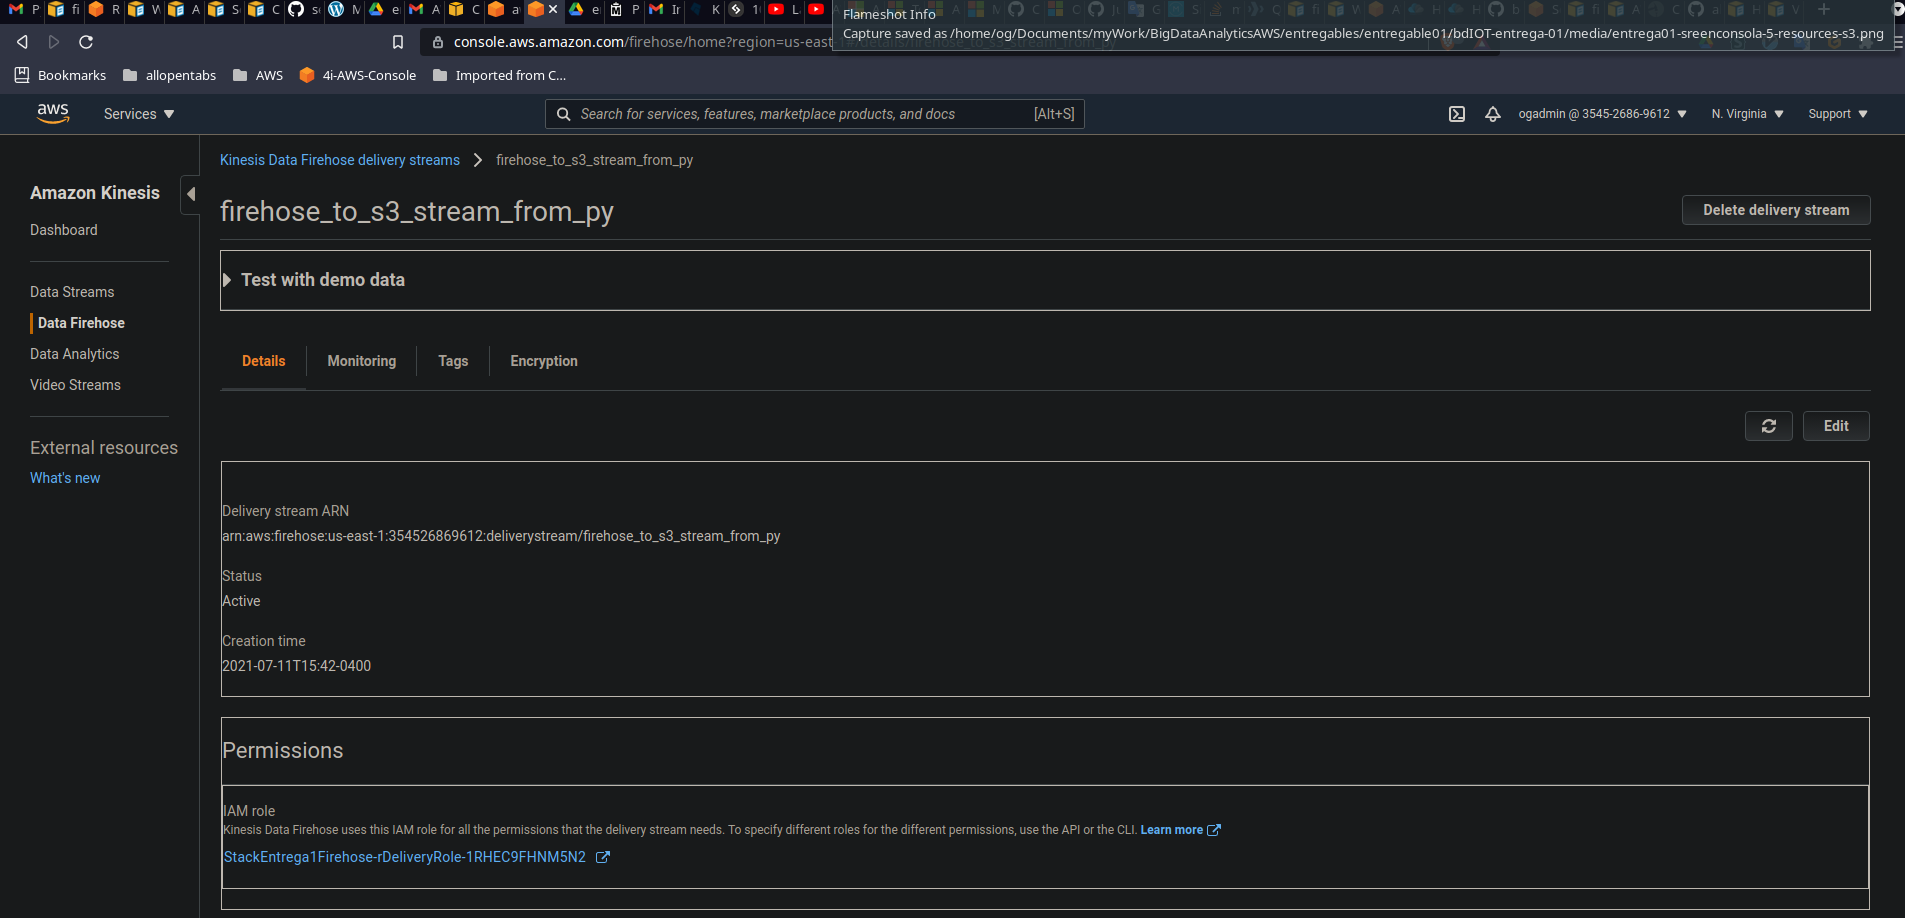 Flameshot Info
Capture saved as /home/og/Documents/myWork/BigDataAnalyticsAWS/entregables/entregable01/bdIOT-entrega-01/media/entrega01-sreenconsola-5-resources-s3.png
console.aws.amazon.com/firehose/home?region=us-east
Bookmarks allopentabs AWS 4i-AWS-Console Imported from C...
aws Services Search for services, features, marketplace products, and docs [Alt+S] ogadmin @ 3545-2686-9612 N. Virginia Support
Kinesis Data Firehose delivery streams firehose_to_s3_stream_from_py
Amazon Kinesis
Dashboard
Data Streams
Data Firehose
Data Analytics
Video Streams
External resources
What's new
firehose_to_s3_stream_from_py
Delete delivery stream
Test with demo data
Details Monitoring Tags Encryption
Edit
Delivery stream ARN
arn:aws:firehose:us-east-1:354526869612:deliverystream/firehose_to_s3_stream_from_py
Status
Active
Creation time
2021-07-11T15:42-0400
Permissions
IAM role
Kinesis Data Firehose uses this IAM role for all the permissions that the delivery stream needs. To specify different roles for the different permissions, use the API or the CLI. Learn more
StackEntrega1Firehose-rDeliveryRole-1RHEC9FHNM5N2